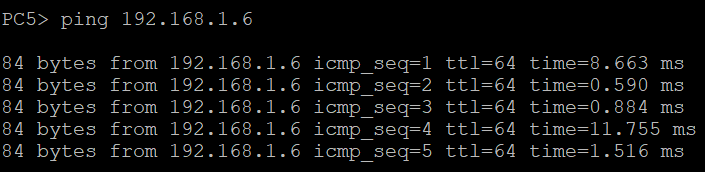 PC5> ping 192.168.1.6
84 bytes from 192.168.1.6 icmp_seq=1 ttl=64 time=8.663 ms
84 bytes from 192.168.1.6 icmp_seq=2 ttl=64 time=0.590 ms
84 bytes from 192.168.1.6 icmp_seq=3 ttl=64 time=0.884 ms
84 bytes from 192.168.1.6 icmp_seq=4 ttl=64 time=11.755 ms
84 bytes from 192.168.1.6 icmp_seq=5 ttl=64 time=1.516 ms